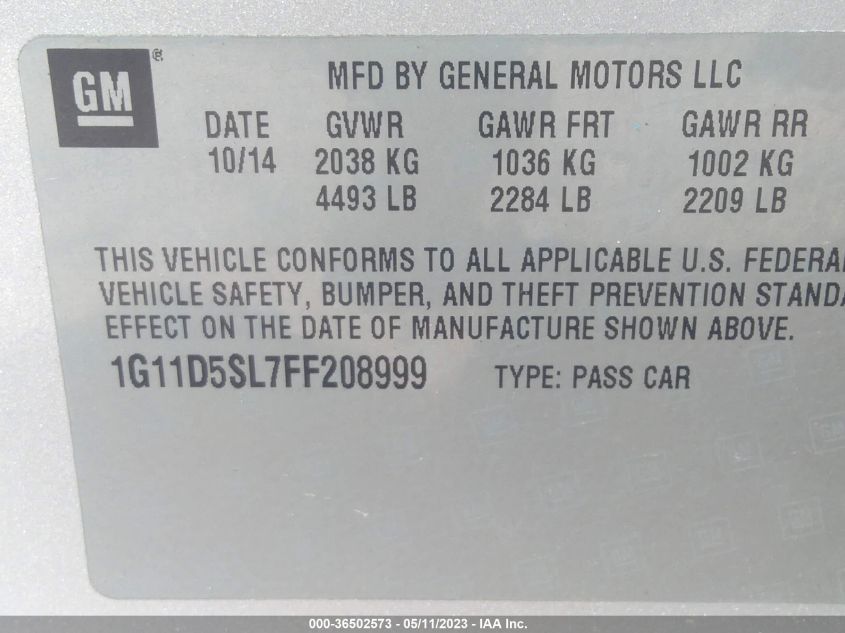 GM ®
MFD BY GENERAL MOTORS LLC
DATE GVWR GAWR FRT GAWR RR
10/14 2038 KG 1036 KG 1002 KG
4493 LB 2284 LB 2209 LB
THIS VEHICLE CONFORMS TO ALL APPLICABLE U.S. FEDERAL
VEHICLE SAFETY, BUMPER, AND THEFT PREVENTION STANDA
EFFECT ON THE DATE OF MANUFACTURE SHOWN ABOVE.
1G11D5SL7FF208999 TYPE: PASS CAR
000-36502573 - 05/11/2023 - IAA Inc.